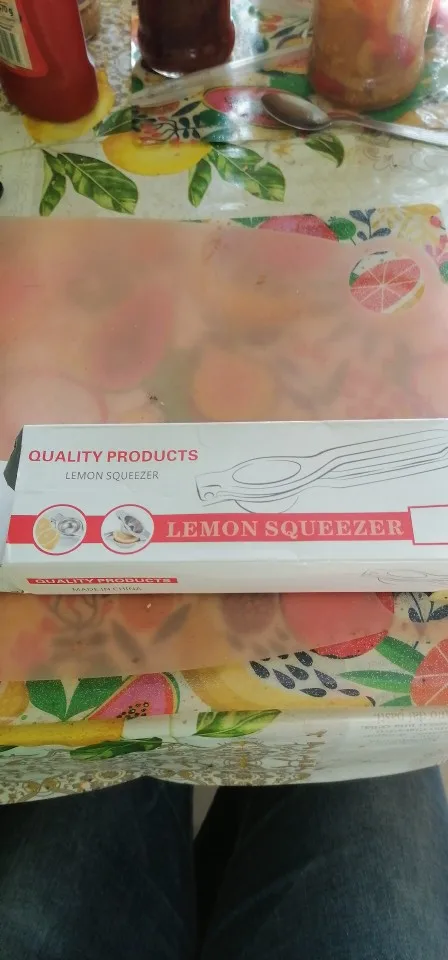 QUALITY PRODUCTS
LEMON SQUEEZER
LEMON SQUEEZER
QUALITY PRODUCTS
MADE IN CHINA